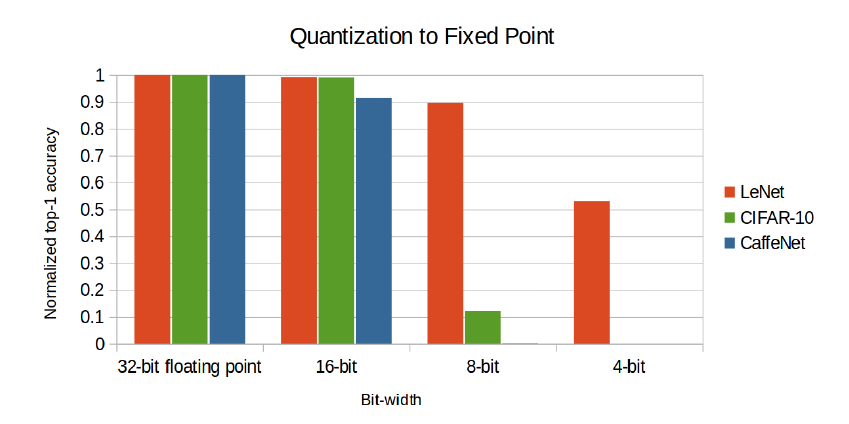 Quantization to Fixed Point
Normalized top-1 accuracy
1
0.9
0.8
0.7
0.6
0.5
0.4
0.3
0.2
0.1
0
32-bit floating point
16-bit
8-bit
4-bit
Bit-width
LeNet
CIFAR-10
CaffeNet